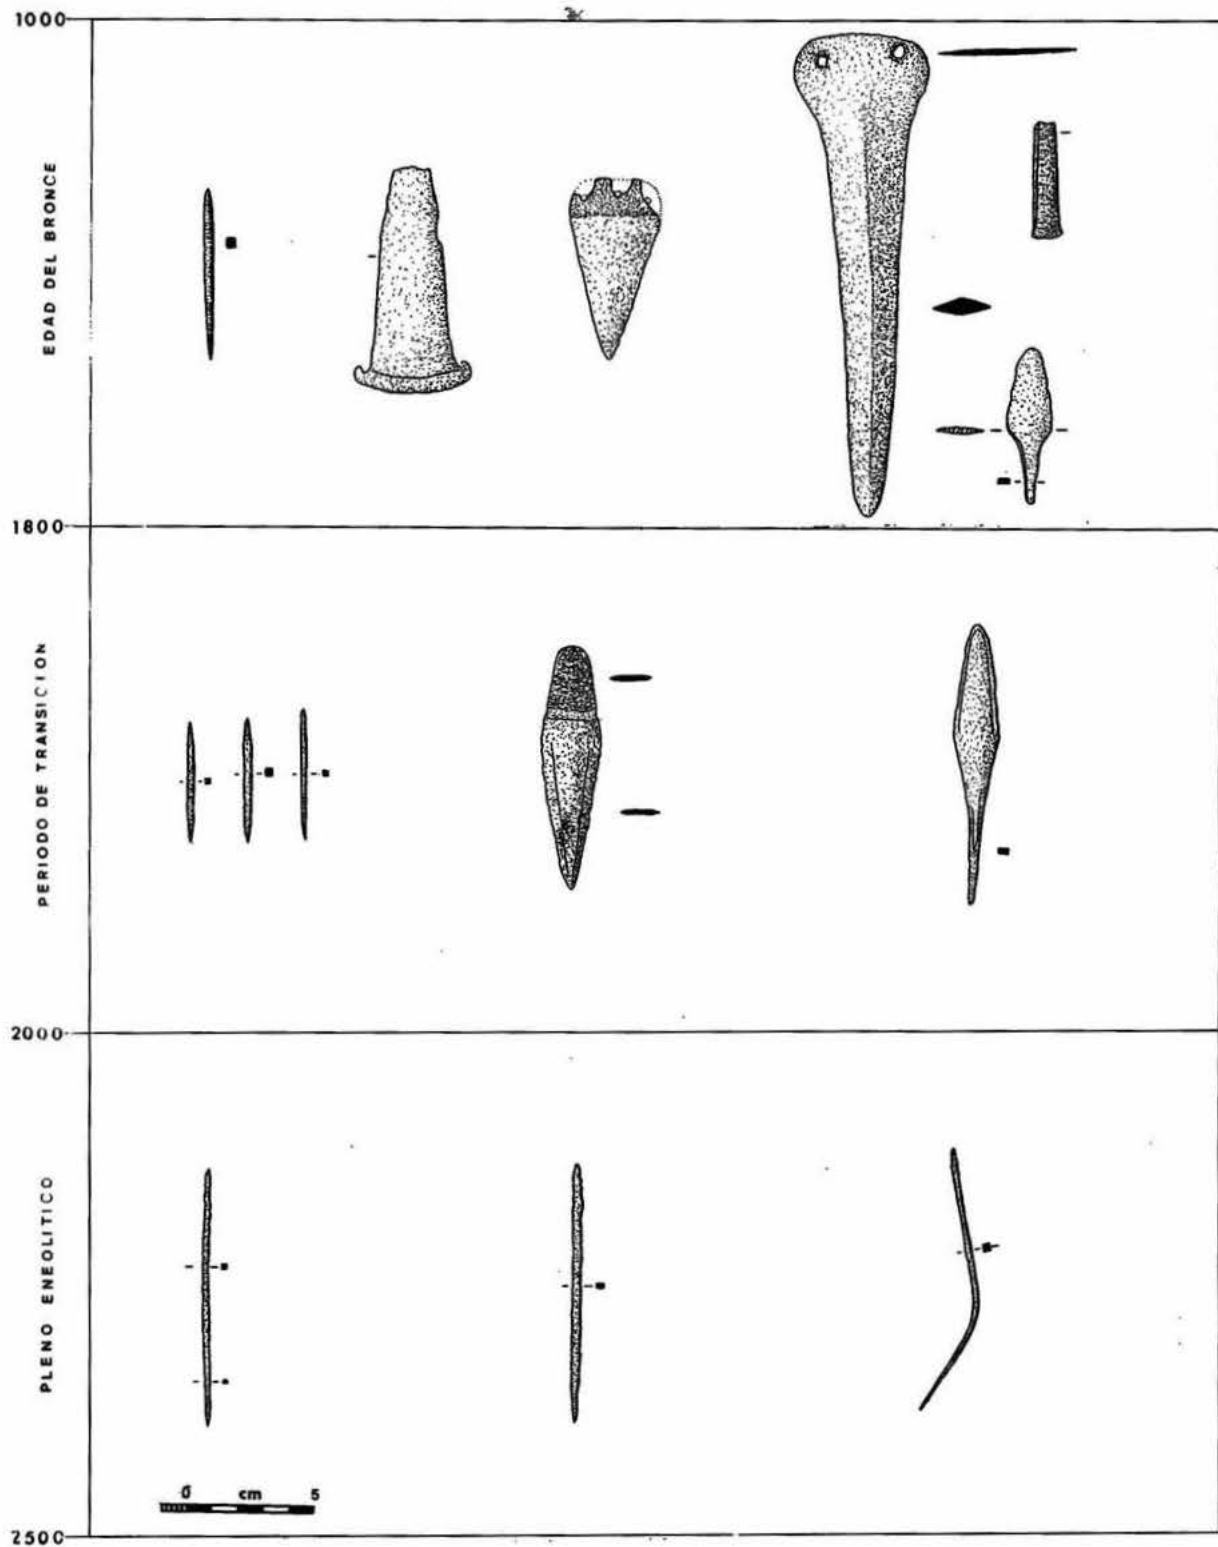 1000
EDAD DEL BRONCE
1800
PERIODO DE TRANSICION
2000
PLENO ENEOLITICO
0 cm 5
2500